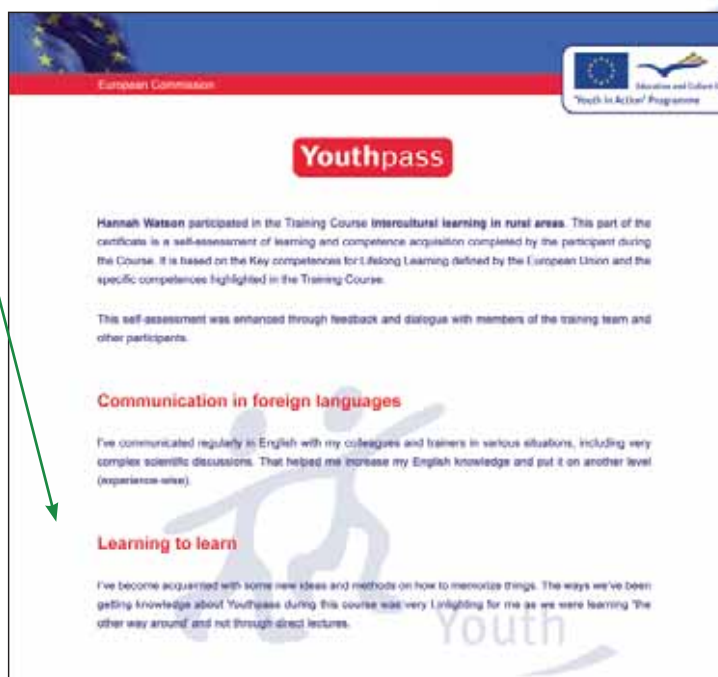 European Commission
Education and Culture
'Youth in Action' Programme
Youthpass
Hannah Watson participated in the Training Course Intercultural learning in rural areas. This part of the
certificate is a self-assessment of learning and competence acquisition completed by the participant during
the Course. It is based on the Key competences for Lifelong Learning defined by the European Union and the
specific competences highlighted in the Training Course.
This self-assessment was enhanced through feedback and dialogue with members of the training team and
other participants.
Communication in foreign languages
I've communicated regularly in English with my colleagues and trainers in various situations, including very
complex scientific discussions. That helped me increase my English knowledge and put it on another level
(experience-wise).
Learning to learn
I've become acquainted with some new ideas and methods on how to memorize things. The ways we've been
getting knowledge about Youthpass during this course was very for me as we were learning 'the
other way around' and not through direct lectures.
Youth